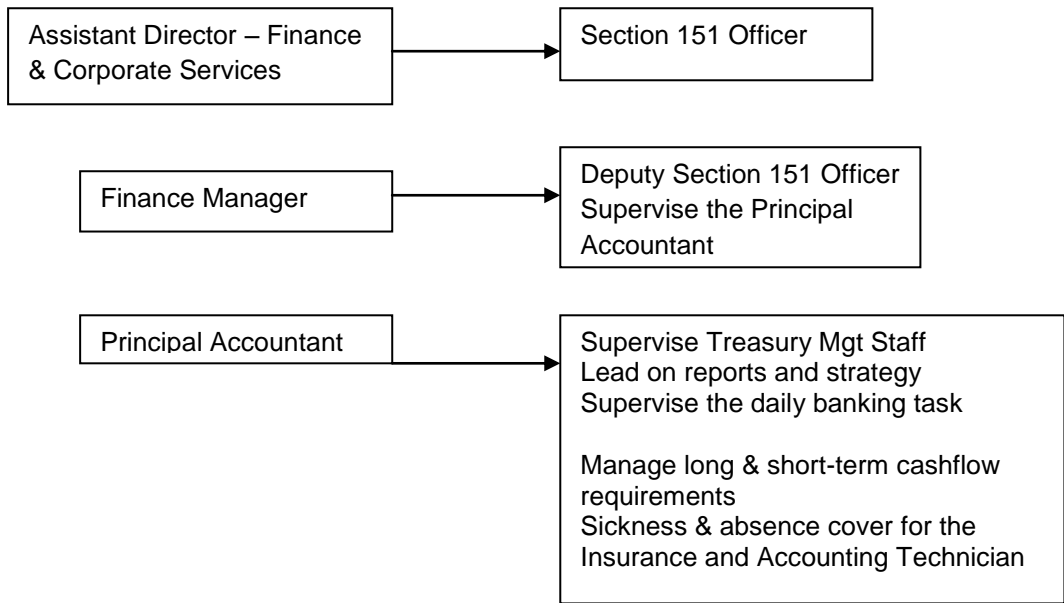 Assistant Director – Finance
& Corporate Services
Section 151 Officer
Finance Manager
Deputy Section 151 Officer
Supervise the Principal
Accountant
Principal Accountant
Supervise Treasury Mgt Staff
Lead on reports and strategy
Supervise the daily banking task
Manage long & short-term cashflow
requirements
Sickness & absence cover for the
Insurance and Accounting Technician